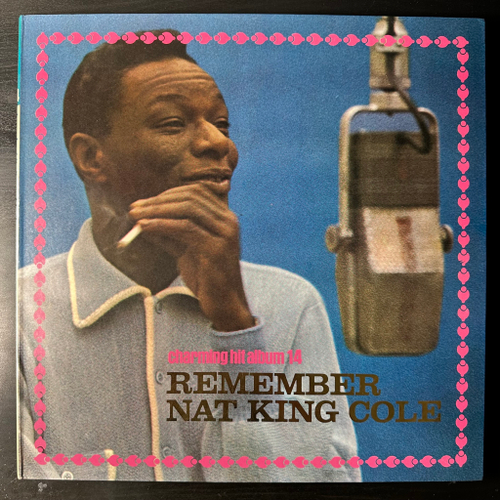 charming hit album 14
REMEMBER
NAT KING COLE